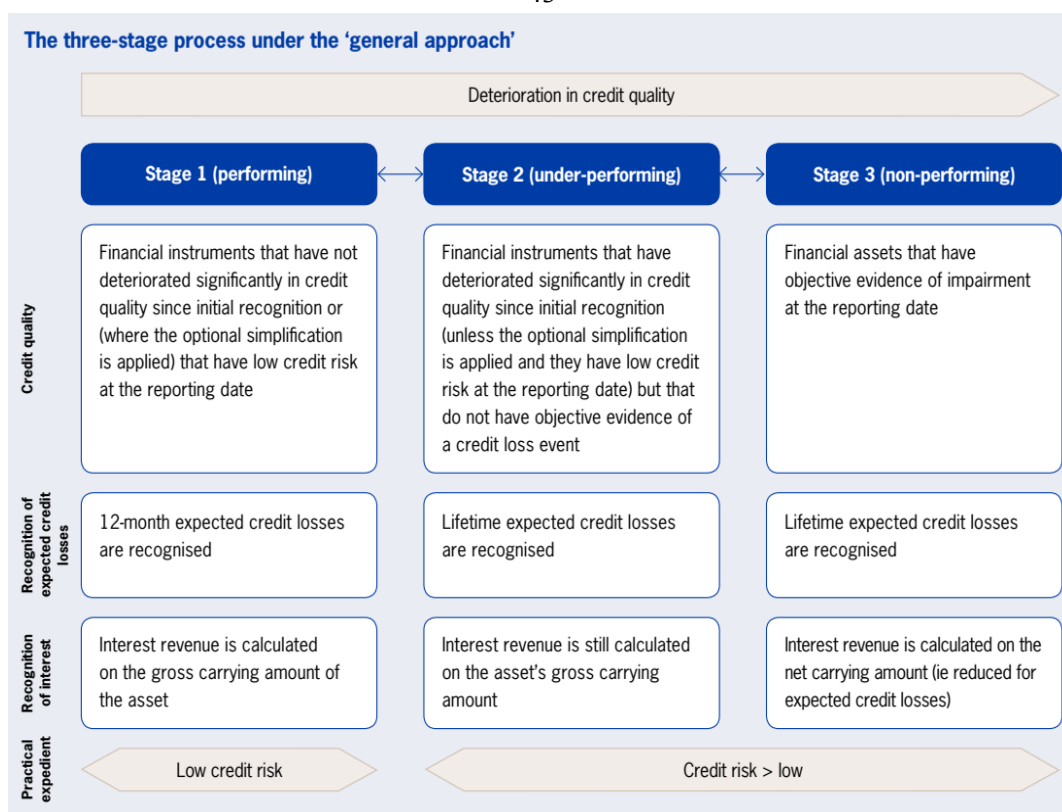 The three-stage process under the ‘general approach’
Deterioration in credit quality
Stage 1 (performing)
Stage 2 (under-performing)
Stage 3 (non-performing)
Credit quality
Financial instruments that have not
deteriorated significantly in credit
quality since initial recognition or
(where the optional simplification
is applied) that have low credit risk
at the reporting date
Financial instruments that have
deteriorated significantly in credit
quality since initial recognition
(unless the optional simplification
is applied and they have low credit
risk at the reporting date) but that
do not have objective evidence of
a credit loss event
Financial assets that have
objective evidence of impairment
at the reporting date
Recognition of
expected credit
losses
12-month expected credit losses
are recognised
Lifetime expected credit losses
are recognised
Lifetime expected credit losses
are recognised
Recognition
of interest
Interest revenue is calculated
on the gross carrying amount of
the asset
Interest revenue is still calculated
on the asset’s gross carrying
amount
Interest revenue is calculated on the
net carrying amount (ie reduced for
expected credit losses)
Practical
expedient
Low credit risk
Credit risk > low